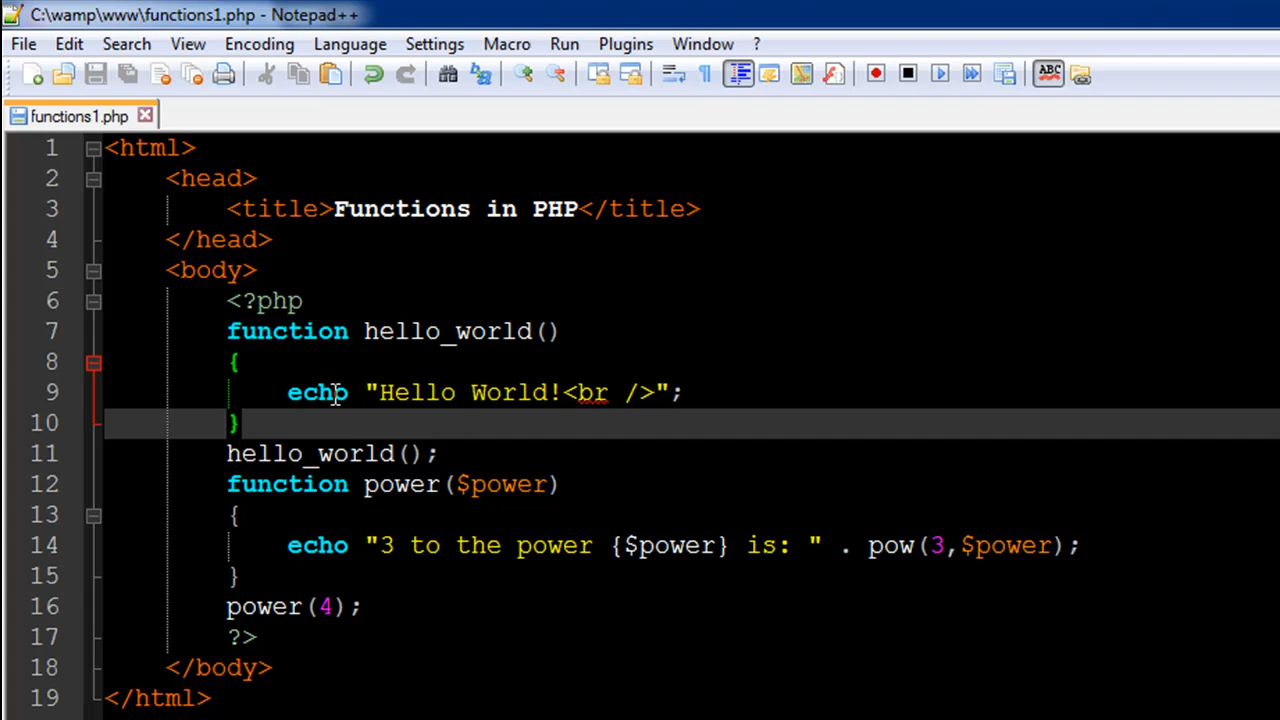 C:\wamp\www\functions1.php - Notepad++
File Edit Search View Encoding Language Settings Macro Run Plugins Window ?
ABC
functions1.php
1 <html>
2 <head>
3 <title>Functions in PHP</title>
4 </head>
5 <body>
6 <?php
7 function hello_world()
8 {
9 echo "Hello World!<br />";
10 }
11 hello_world();
12 function power($power)
13 {
14 echo "3 to the power {$power} is: " . pow(3,$power);
15 }
16 power(4);
17 ?>
18 </body>
19 </html>